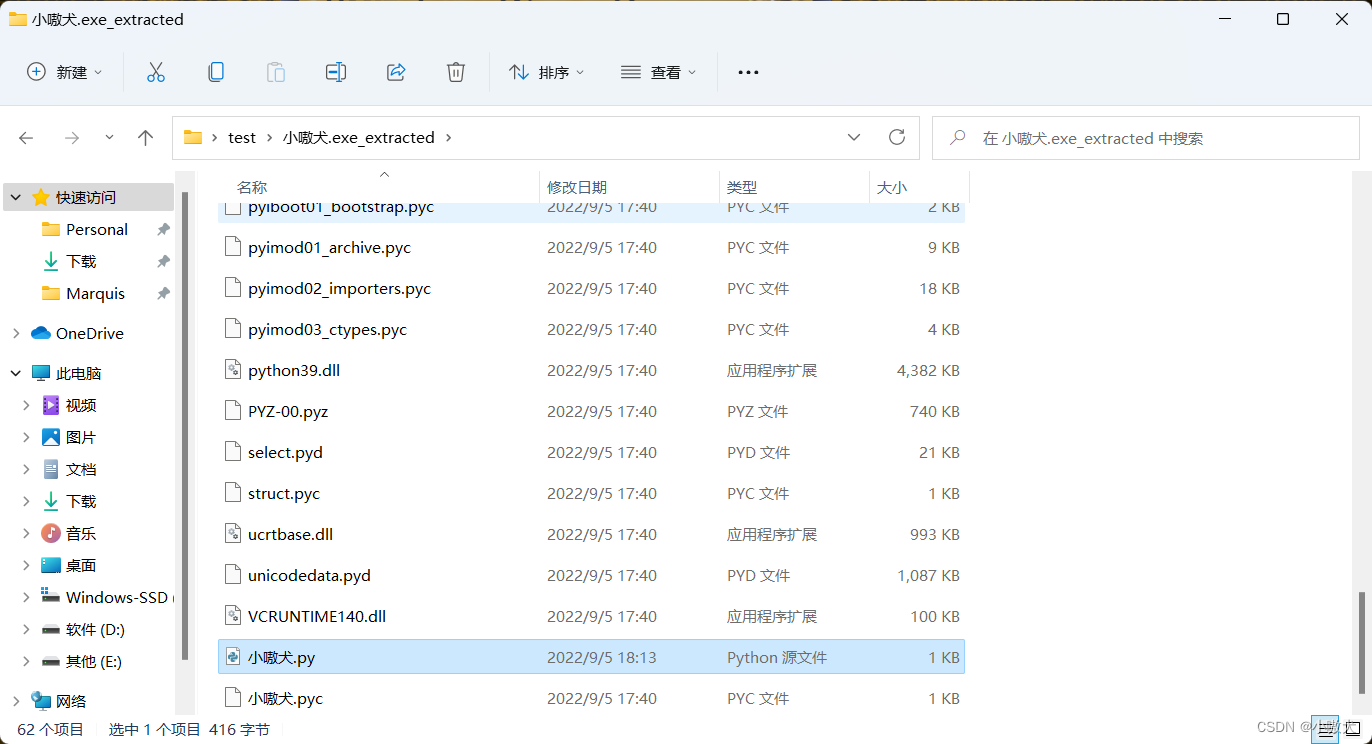 小嗷犬.exe_extracted
新建 排序 查看
test 小嗷犬.exe_extracted 在 小嗷犬.exe_extracted 中搜索
名称 修改日期 类型 大小
快速访问
Personal
下载
Marquis
OneDrive
此电脑
视频
图片
文档
下载
音乐
桌面
Windows-SSD
软件 (D:)
其他 (E:)
网络
pyiboot01_bootstrap.pyc 2022/9/5 17:40 PYC 文件 2 KB
pyimod01_archive.pyc 2022/9/5 17:40 PYC 文件 9 KB
pyimod02_importers.pyc 2022/9/5 17:40 PYC 文件 18 KB
pyimod03_ctypes.pyc 2022/9/5 17:40 PYC 文件 4 KB
python39.dll 2022/9/5 17:40 应用程序扩展 4,382 KB
PYZ-00.pyz 2022/9/5 17:40 PYZ 文件 740 KB
select.pyd 2022/9/5 17:40 PYD 文件 21 KB
struct.pyc 2022/9/5 17:40 PYC 文件 1 KB
ucrtbase.dll 2022/9/5 17:40 应用程序扩展 993 KB
unicodedata.pyd 2022/9/5 17:40 PYD 文件 1,087 KB
VCRUNTIME140.dll 2022/9/5 17:40 应用程序扩展 100 KB
小嗷犬.py 2022/9/5 18:13 Python 源文件 1 KB
小嗷犬.pyc 2022/9/5 17:40 PYC 文件 1 KB
62 个项目 选中 1 个项目 416 字节
CSDN @小嗷犬